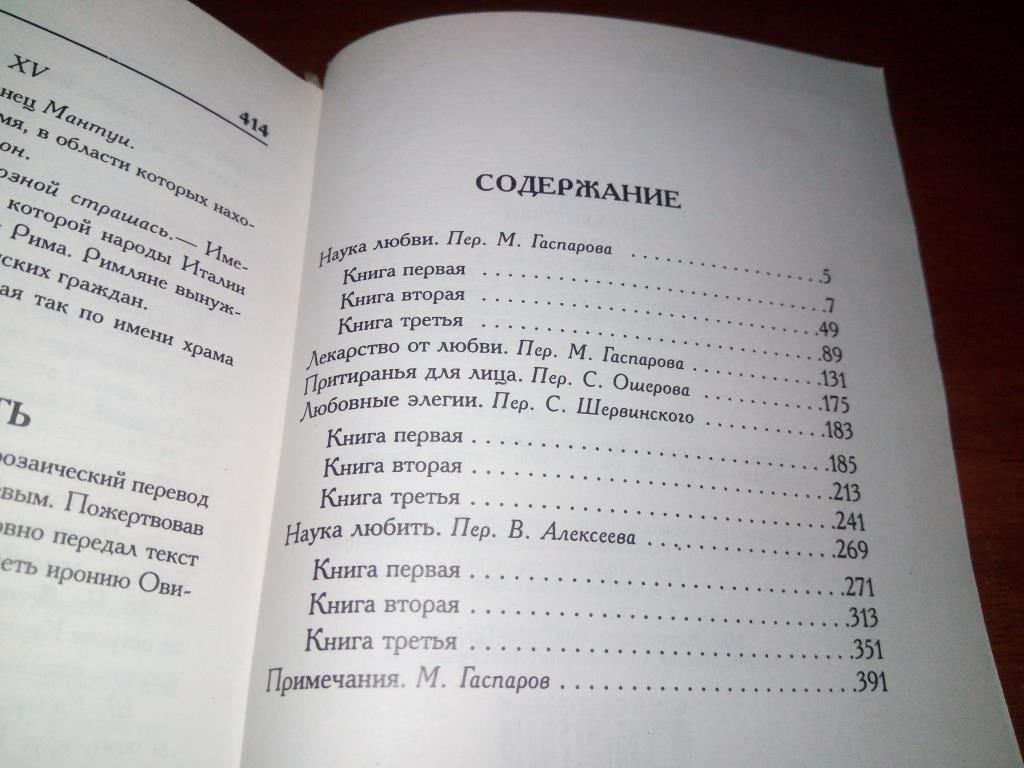 XV
414
нец Мантуи.
мя, в области которых нахо-
он.
озной страшась.— Име-
которой народы Италии
Рима. Римляне вынуж-
ских граждан.
ая так по имени храма
ТЬ
озаический перевод
евым. Пожертвовав
овно передал текст
еть иронию Ови-
СОДЕРЖАНИЕ
Наука любви. Пер. М. Гаспарова . . . . . . . . . . . . . . 5
Книга первая . . . . . . . . . . . . . . . . . . . . . . . . . . 7
Книга вторая . . . . . . . . . . . . . . . . . . . . . . . . . . 49
Книга третья . . . . . . . . . . . . . . . . . . . . . . . . . . 89
Лекарство от любви. Пер. М. Гаспарова . . . . . . . . 131
Притиранья для лица. Пер. С. Ошерова . . . . . . . . 175
Любовные элегии. Пер. С. Шервинского . . . . . . . . 183
Книга первая . . . . . . . . . . . . . . . . . . . . . . . . . . 185
Книга вторая . . . . . . . . . . . . . . . . . . . . . . . . . . 213
Книга третья . . . . . . . . . . . . . . . . . . . . . . . . . . 241
Наука любить. Пер. В. Алексеева . . . . . . . . . . . . 269
Книга первая . . . . . . . . . . . . . . . . . . . . . . . . . . 271
Книга вторая . . . . . . . . . . . . . . . . . . . . . . . . . . 313
Книга третья . . . . . . . . . . . . . . . . . . . . . . . . . . 351
Примечания. М. Гаспаров . . . . . . . . . . . . . . . . . . 391